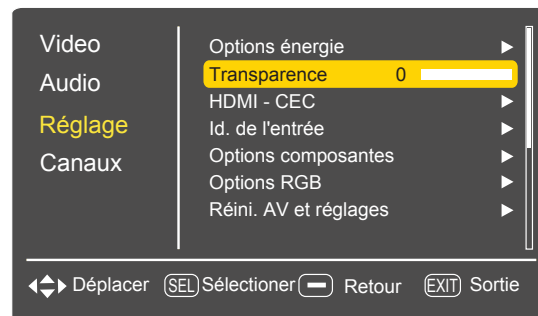 Video
Audio
Réglage
Canaux
Options énergie
Transparence 0
HDMI - CEC
Id. de l'entrée
Options composantes
Options RGB
Réini. AV et réglages
Déplacer SEL Sélectioner Retour EXIT Sortie